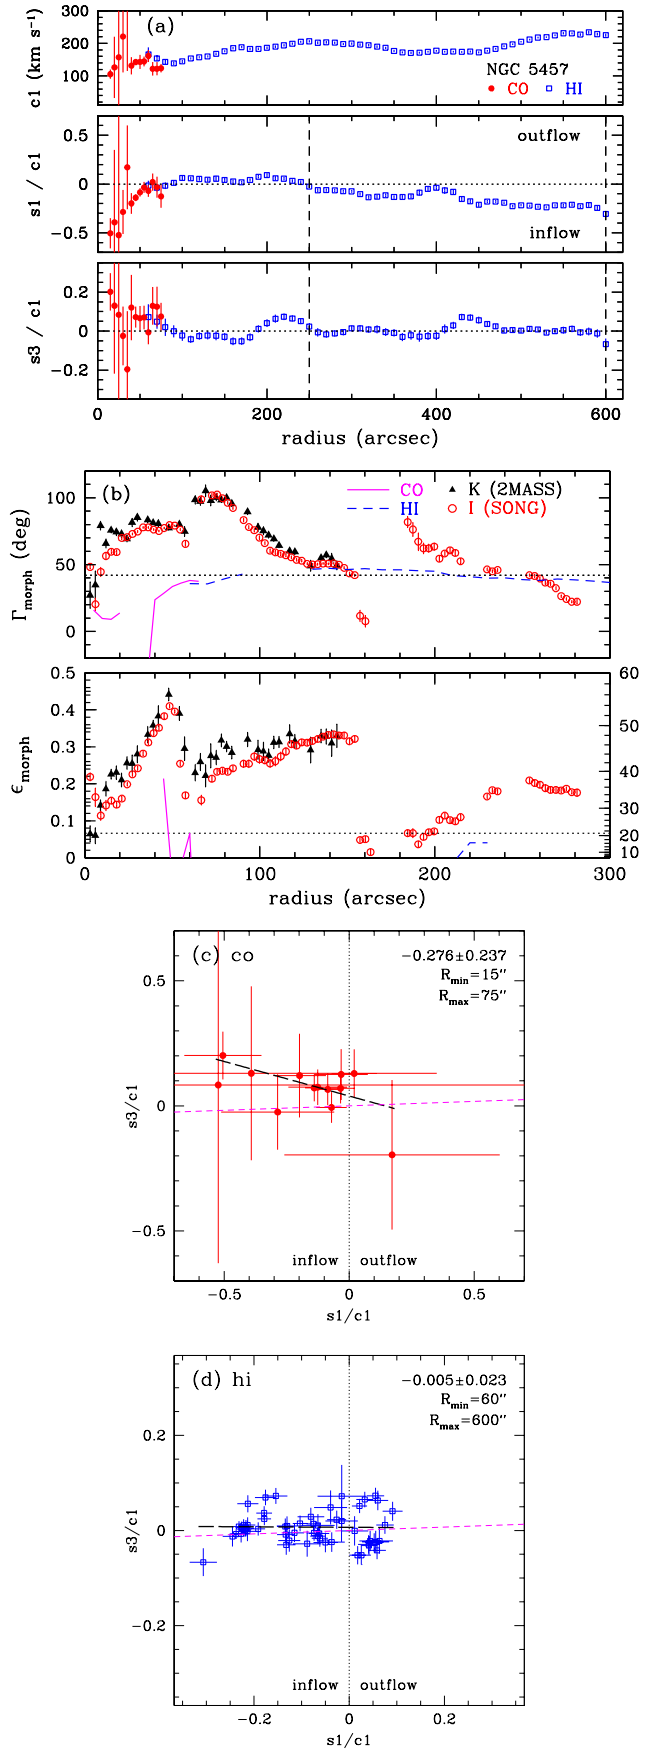 (a)
c1 (km s⁻¹)
300
200
100
NGC 5457
CO HI
s1 / c1
0.5
0
−0.5
outflow
inflow
s3 / c1
0.2
0
−0.2
0 200 400 600
radius (arcsec)
(b)
CO K (2MASS)
HI I (SONG)
Γmorph (deg)
100
50
0
εmorph
0.5 60
0.4 50
0.3 40
0.2 30
0.1 20
0 10
0 100 200 300
radius (arcsec)
(c) co
−0.276±0.237
Rmin=15″
Rmax=75″
s3/c1
0.5
0
−0.5
inflow outflow
−0.5 0 0.5
s1/c1
(d) hi
−0.005±0.023
Rmin=60″
Rmax=600″
s3/c1
0.2
0
−0.2
inflow outflow
−0.2 0 0.2
s1/c1